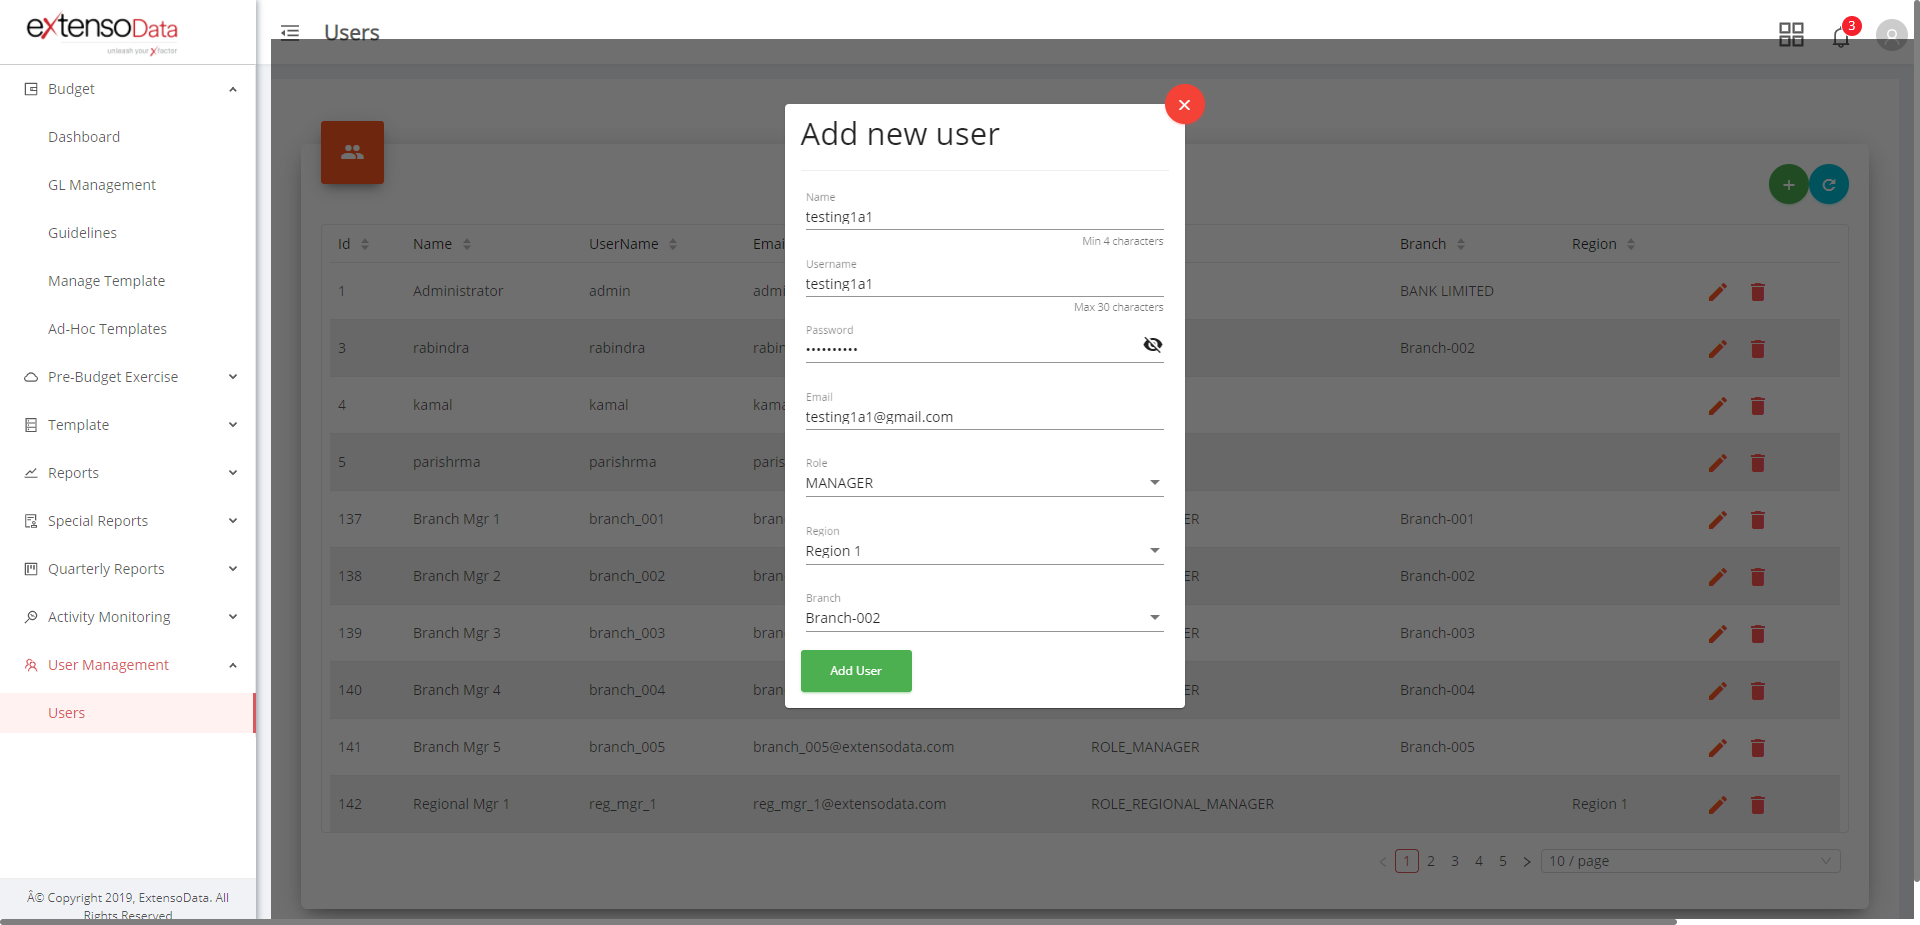 extensoData
unleash your Xfactor
Users
3
Budget
Dashboard
GL Management
Guidelines
Manage Template
Ad-Hoc Templates
Pre-Budget Exercise
Template
Reports
Special Reports
Quarterly Reports
Activity Monitoring
User Management
Users
Â© Copyright 2019, ExtensoData. All
Rights Reserved
Add new user
Name
testing1a1
Min 4 characters
Username
testing1a1
Max 30 characters
Password
••••••••••
Email
testing1a1@gmail.com
Role
MANAGER
Region
Region 1
Branch
Branch-002
Add User
Id Name UserName Emai Branch Region
1 Administrator admin admi BANK LIMITED
3 rabindra rabindra rabin Branch-002
4 kamal kamal kama
5 parishrma parishrma paris
137 Branch Mgr 1 branch_001 bran ER Branch-001
138 Branch Mgr 2 branch_002 bran ER Branch-002
139 Branch Mgr 3 branch_003 bran ER Branch-003
140 Branch Mgr 4 branch_004 bran ER Branch-004
141 Branch Mgr 5 branch_005 branch_005@extensodata.com ROLE_MANAGER Branch-005
142 Regional Mgr 1 reg_mgr_1 reg_mgr_1@extensodata.com ROLE_REGIONAL_MANAGER Region 1
< 1 2 3 4 5 > 10 / page